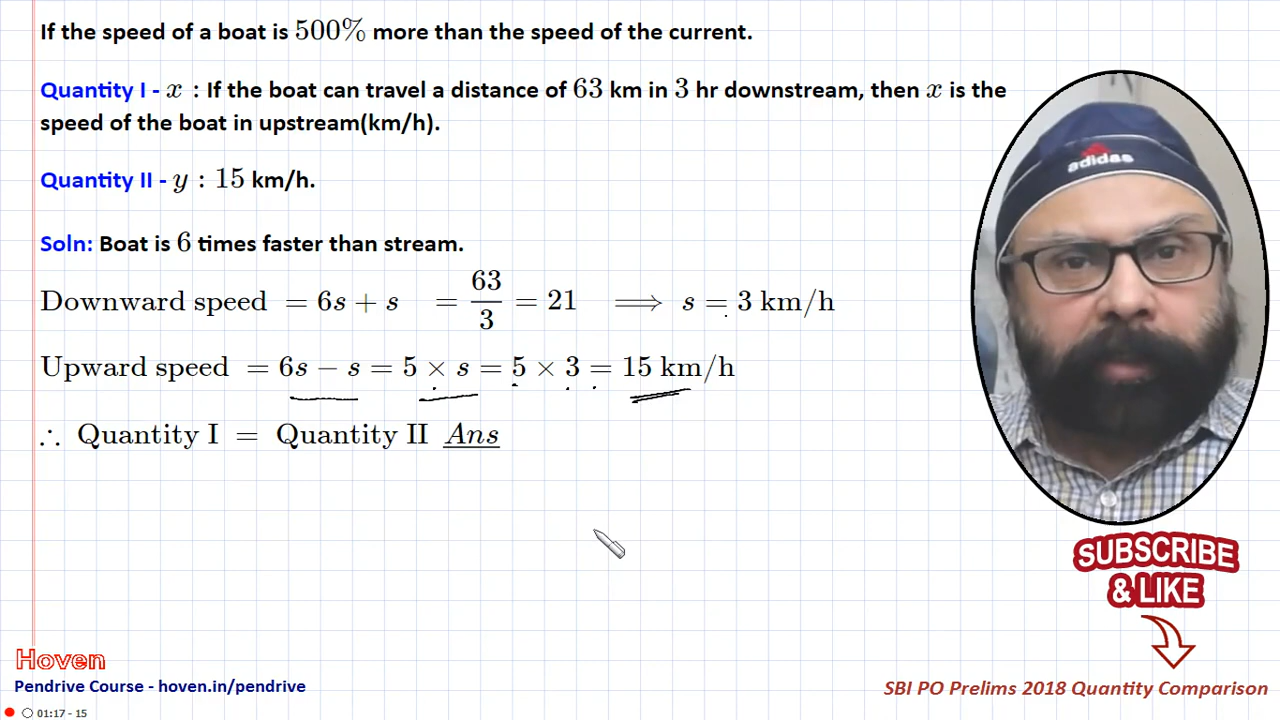 If the speed of a boat is 500% more than the speed of the current.
Quantity I - x : If the boat can travel a distance of 63 km in 3 hr downstream, then x is the
speed of the boat in upstream(km/h).
Quantity II - y : 15 km/h.
Soln: Boat is 6 times faster than stream.
Downward speed = 6s + s = 63/3 = 21 ⟹ s = 3 km/h
Upward speed = 6s − s = 5 × s = 5 × 3 = 15 km/h
∴ Quantity I = Quantity II Ans
adidas
SUBSCRIBE
& LIKE
Hoven
Pendrive Course - hoven.in/pendrive
SBI PO Prelims 2018 Quantity Comparison
01:17 - 15